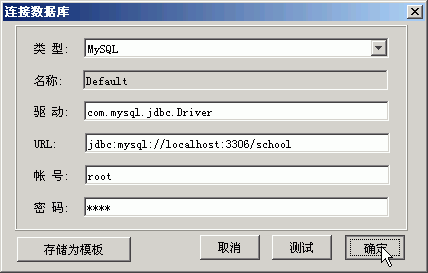 连接数据库
类 型: MySQL
名称: Default
驱 动: com.mysql.jdbc.Driver
URL: jdbc:mysql://localhost:3306/school
帐 号: root
密 码: ****
存储为模板 取消 测试 确定